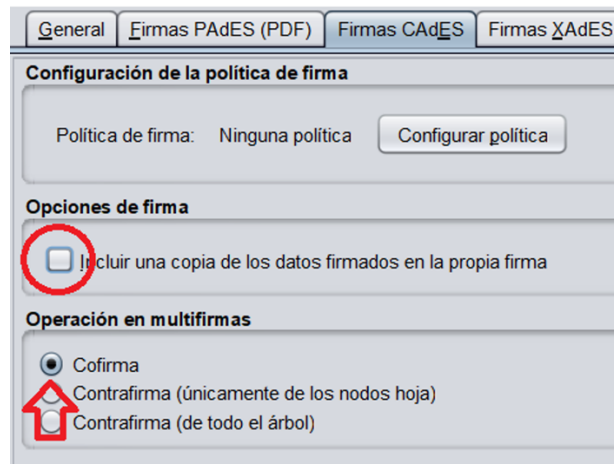 General Firmas PAdES (PDF) Firmas CAdES Firmas XAdES
Configuración de la política de firma
Política de firma: Ninguna política Configurar política
Opciones de firma
Incluir una copia de los datos firmados en la propia firma
Operación en multifirmas
Cofirma
Contrafirma (únicamente de los nodos hoja)
Contrafirma (de todo el árbol)